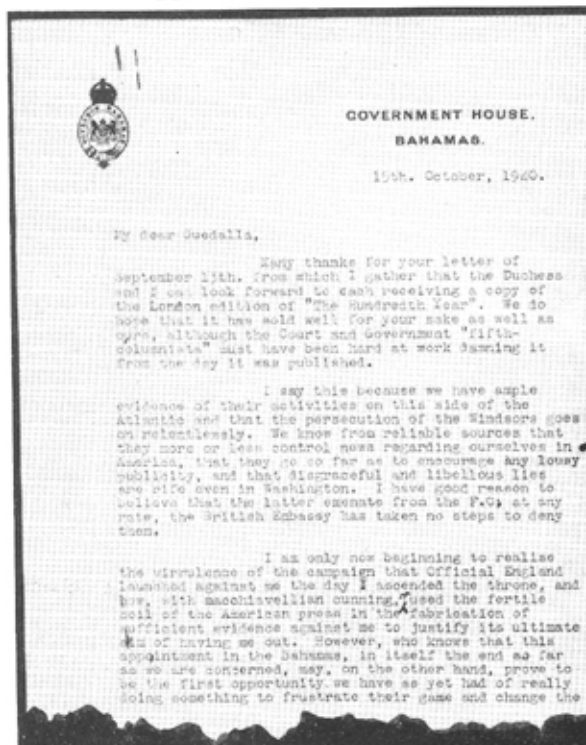 GOVERNMENT HOUSE,
BAHAMAS.
15th. October, 1940.
My dear Guedalla,
Many thanks for your letter of
September 13th. from which I gather that the Duchess
and I can look forward to each receiving a copy of
the London edition of "The Hundredth Year". We do
hope that it has sold well for your sake as well as
ours, although the Court and Government "fifth-
columnists" must have been hard at work damning it
from the day it was published.
I say this because we have ample
evidence of their activities on this side of the
Atlantic and that the persecution of the Windsors goes
on relentlessly. We know from reliable sources that
they more or less control news regarding ourselves in
America, that they go so far as to encourage any lousy
publicity, and that disgraceful and libellous lies
are rife even in Washington. I have good reason to
believe that the latter emenate from the F.O; at any
rate, the British Embassy has taken no steps to deny
them.
I am only now beginning to realise
the virrulence of the campaign that Official England
launched against me the day I ascended the throne, and
how, with macchiavellian cunning, used the fertile
soil of the American press in the fabrication of
sufficient evidence against me to justify its ultimate
aim of having me out. However, who knows that this
appointment in the Bahamas, in itself the end so far
as we are concerned, may, on the other hand, prove to
be the first opportunity we have as yet had of really
doing something to frustrate their game and change the